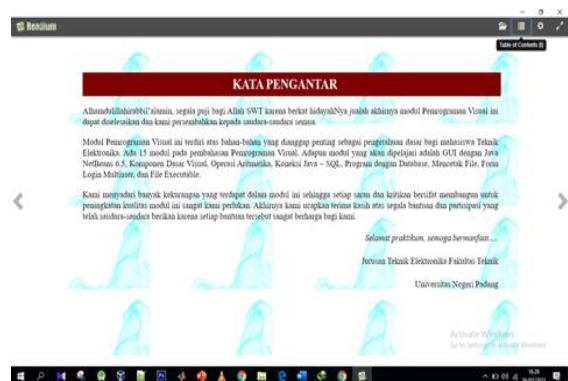 Readium
Table of Contents (t)
KATA PENGANTAR
Alhamdulillahirabbil'alamin, segala puji bagi Allah SWT karena berkat hidayahNya jualah akhirnya modul Pemrograman Visual ini
dapat diselesaikan dan kami persembahkan kepada saudara-saudara semua.
Modul Pemrograman Visual ini terdiri atas bahan-bahan yang dianggap penting sebagai pengetahuan dasar bagi mahasiswa Teknik
Elektronika. Ada 15 modul pada pembahasan Pemrograman Visual. Adapun modul yang akan dipelajari adalah GUI dengan Java
NetBeans 6.5, Komponen Dasar Visual, Operasi Aritmatika, Koneksi Java – SQL, Program dengan Database, Mencetak File, Form
Login Multiuser, dan File Executable.
Kami menyadari banyak kekurangan yang terdapat dalam modul ini sehingga setiap saran dan kritikan bersifat membangun untuk
peningkatan kualitas modul ini sangat kami perlukan. Akhirnya kami ucapkan terima kasih atas segala bantuan dan partisipasi yang
telah saudara-saudara berikan karena setiap bantuan tersebut sangat berharga bagi kami.
Selamat praktikum, semoga bermanfaat....
Jurusan Teknik Elektronika Fakultas Teknik
Universitas Negeri Padang
Activate Windows
Go to Settings to activate Windows.